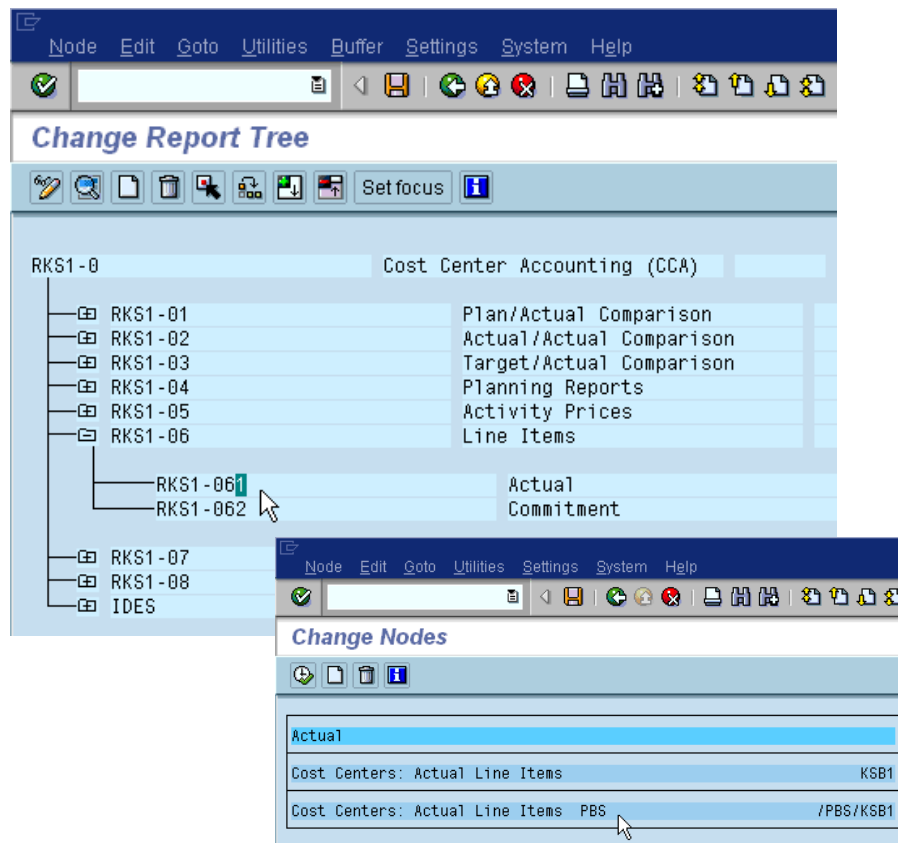 Node Edit Goto Utilities Buffer Settings System Help
Change Report Tree
Set focus
RKS1-0 Cost Center Accounting (CCA)
RKS1-01 Plan/Actual Comparison
RKS1-02 Actual/Actual Comparison
RKS1-03 Target/Actual Comparison
RKS1-04 Planning Reports
RKS1-05 Activity Prices
RKS1-06 Line Items
RKS1-061 Actual
RKS1-062 Commitment
RKS1-07
RKS1-08
IDES
Node Edit Goto Utilities Settings System Help
Change Nodes
Actual
Cost Centers: Actual Line Items KSB1
Cost Centers: Actual Line Items PBS /PBS/KSB1